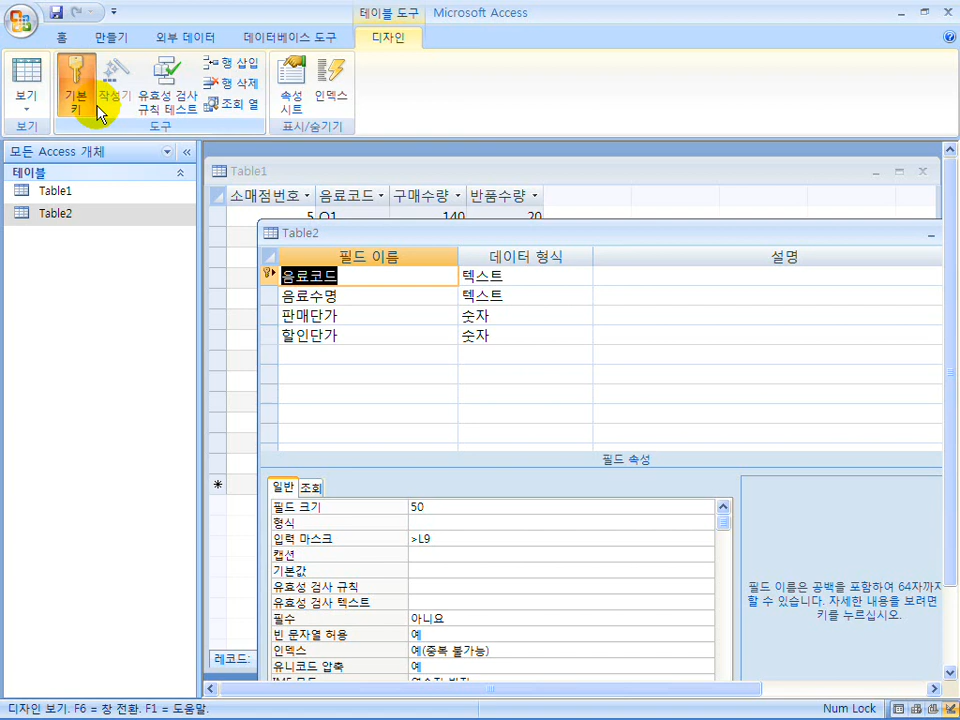 테이블 도구 Microsoft Access
홈 만들기 외부 데이터 데이터베이스 도구 디자인
보기 기본 키 작성기 유효성 검사 규칙 테스트 행 삽입 행 삭제 조회 열 속성 시트 인덱스
보기 도구 표시/숨기기
모든 Access 개체 «
테이블
Table1
Table2
Table1
소매점번호 음료코드 구매수량 반품수량
5 O1 140 20
Table2
필드 이름 데이터 형식 설명
음료코드 텍스트
음료수명 텍스트
판매단가 숫자
할인단가 숫자
필드 속성
일반 조회
필드 크기 50
형식
입력 마스크 >L9
캡션
기본값
유효성 검사 규칙
유효성 검사 텍스트
필수 아니요
빈 문자열 허용 예
인덱스 예(중복 불가능)
유니코드 압축 예
필드 이름은 공백을 포함하여 64자까지
할 수 있습니다. 자세한 내용을 보려면
키를 누르십시오.
레코드:
디자인 보기. F6 = 창 전환. F1 = 도움말. Num Lock